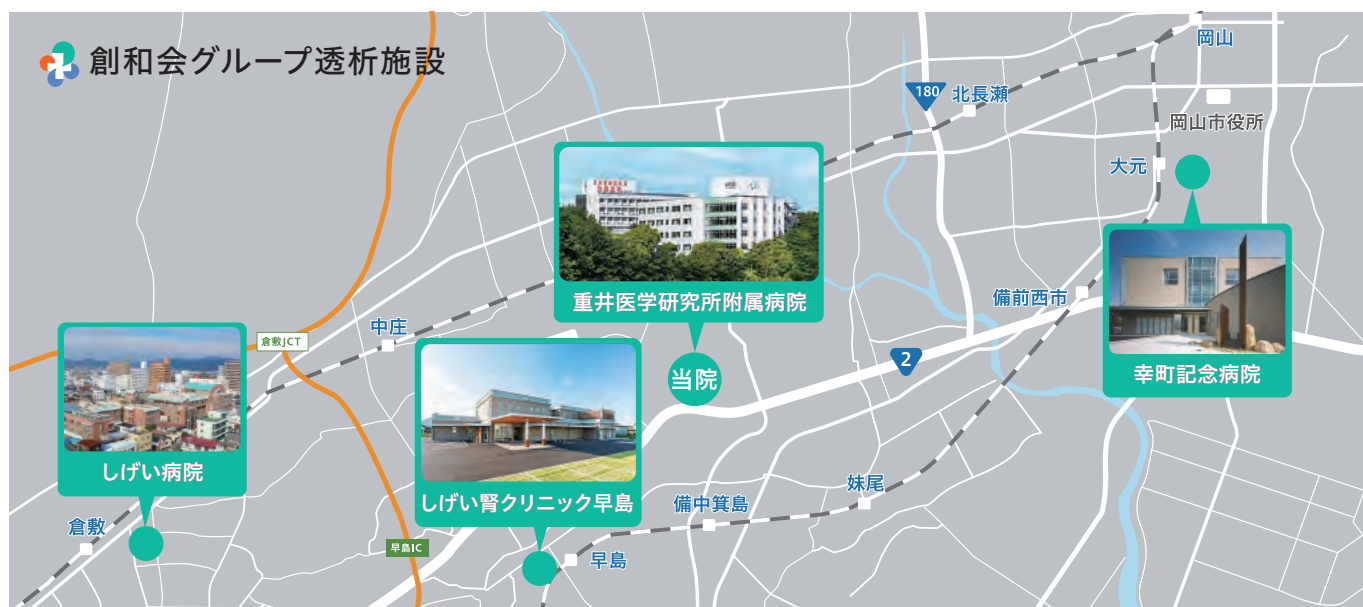 創和会グループ透析施設
岡山
180
北長瀬
岡山市役所
大元
重井医学研究所附属病院
備前西市
中庄
倉敷JCT
2
当院
幸町記念病院
しげい病院
しげい腎クリニック早島
妹尾
備中箕島
倉敷
早島IC
早島